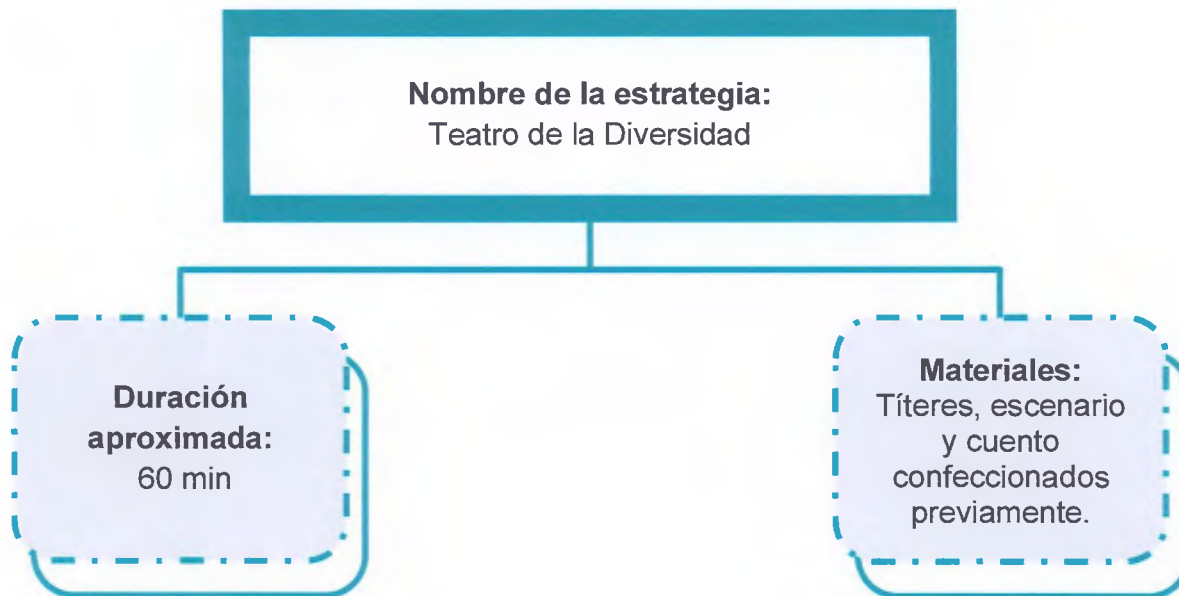 Nombre de la estrategia:
Teatro de la Diversidad
Duración
aproximada:
60 min
Materiales:
Títeres, escenario
y cuento
confeccionados
previamente.